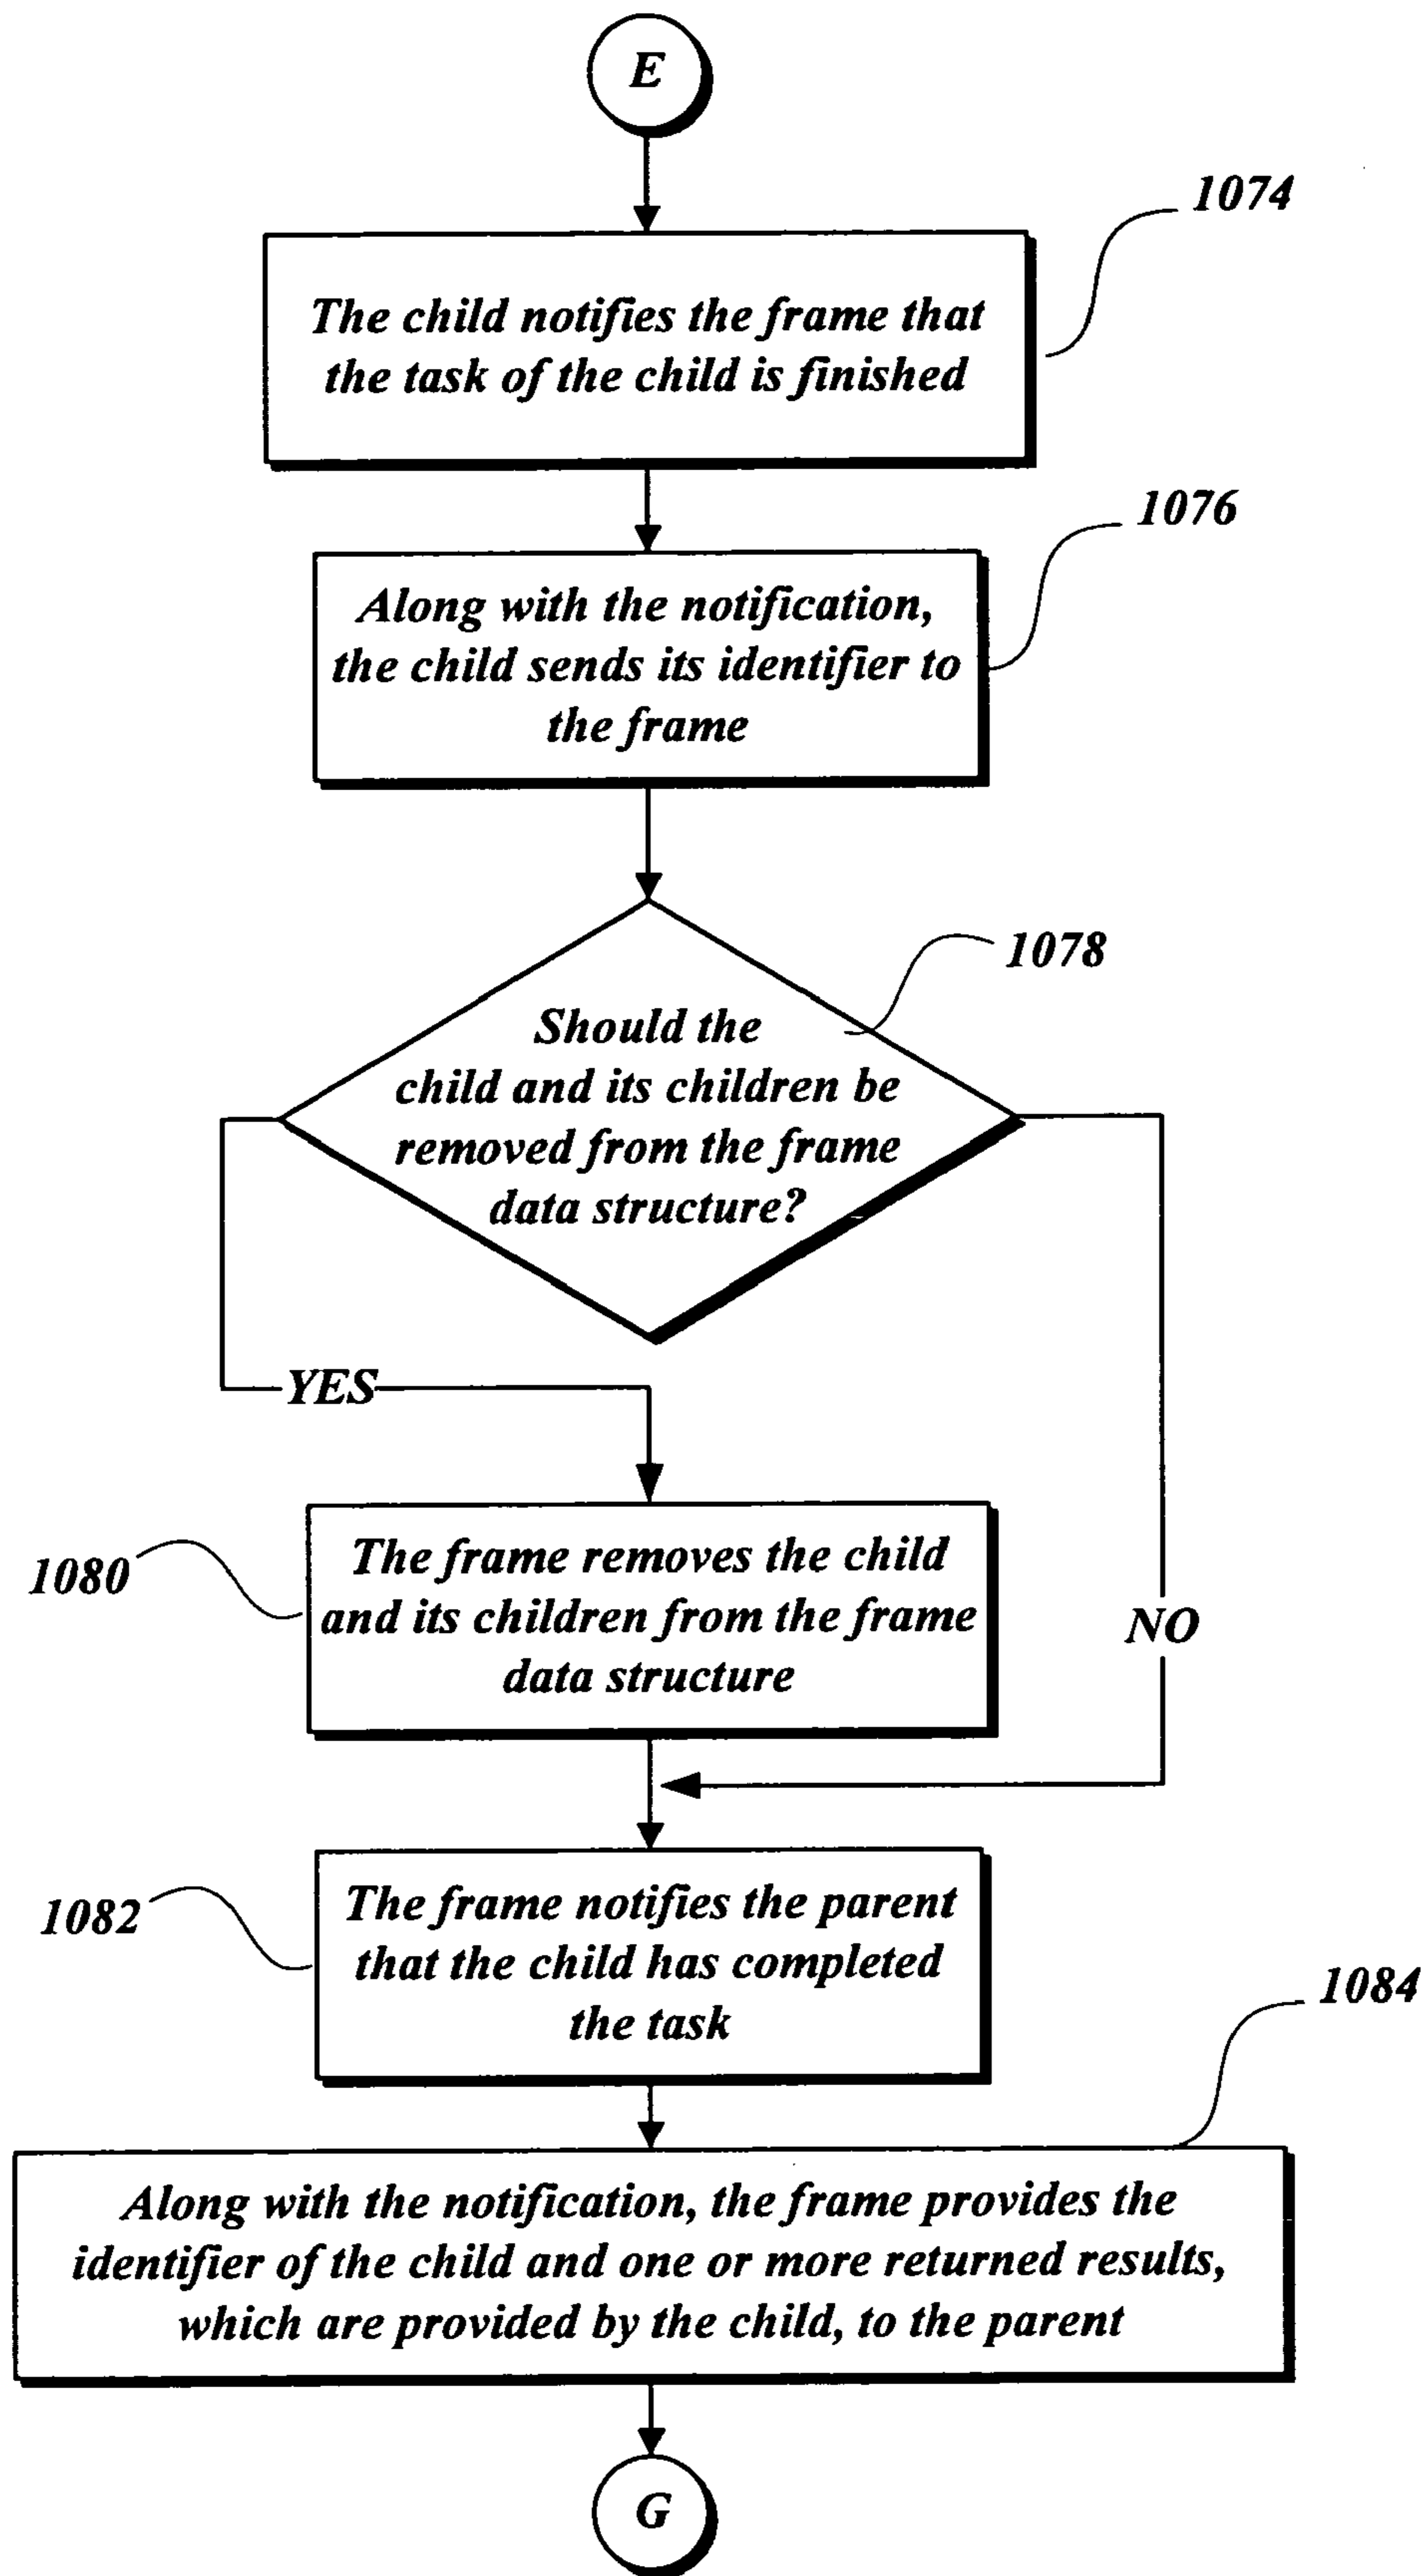 E
1074
The child notifies the frame that
the task of the child is finished
1076
Along with the notification,
the child sends its identifier to
the frame
1078
Should the
child and its children be
removed from the frame
data structure?
YES
1080
The frame removes the child
and its children from the frame
data structure
NO
1082
The frame notifies the parent
that the child has completed
the task
1084
Along with the notification, the frame provides the
identifier of the child and one or more returned results,
which are provided by the child, to the parent
G